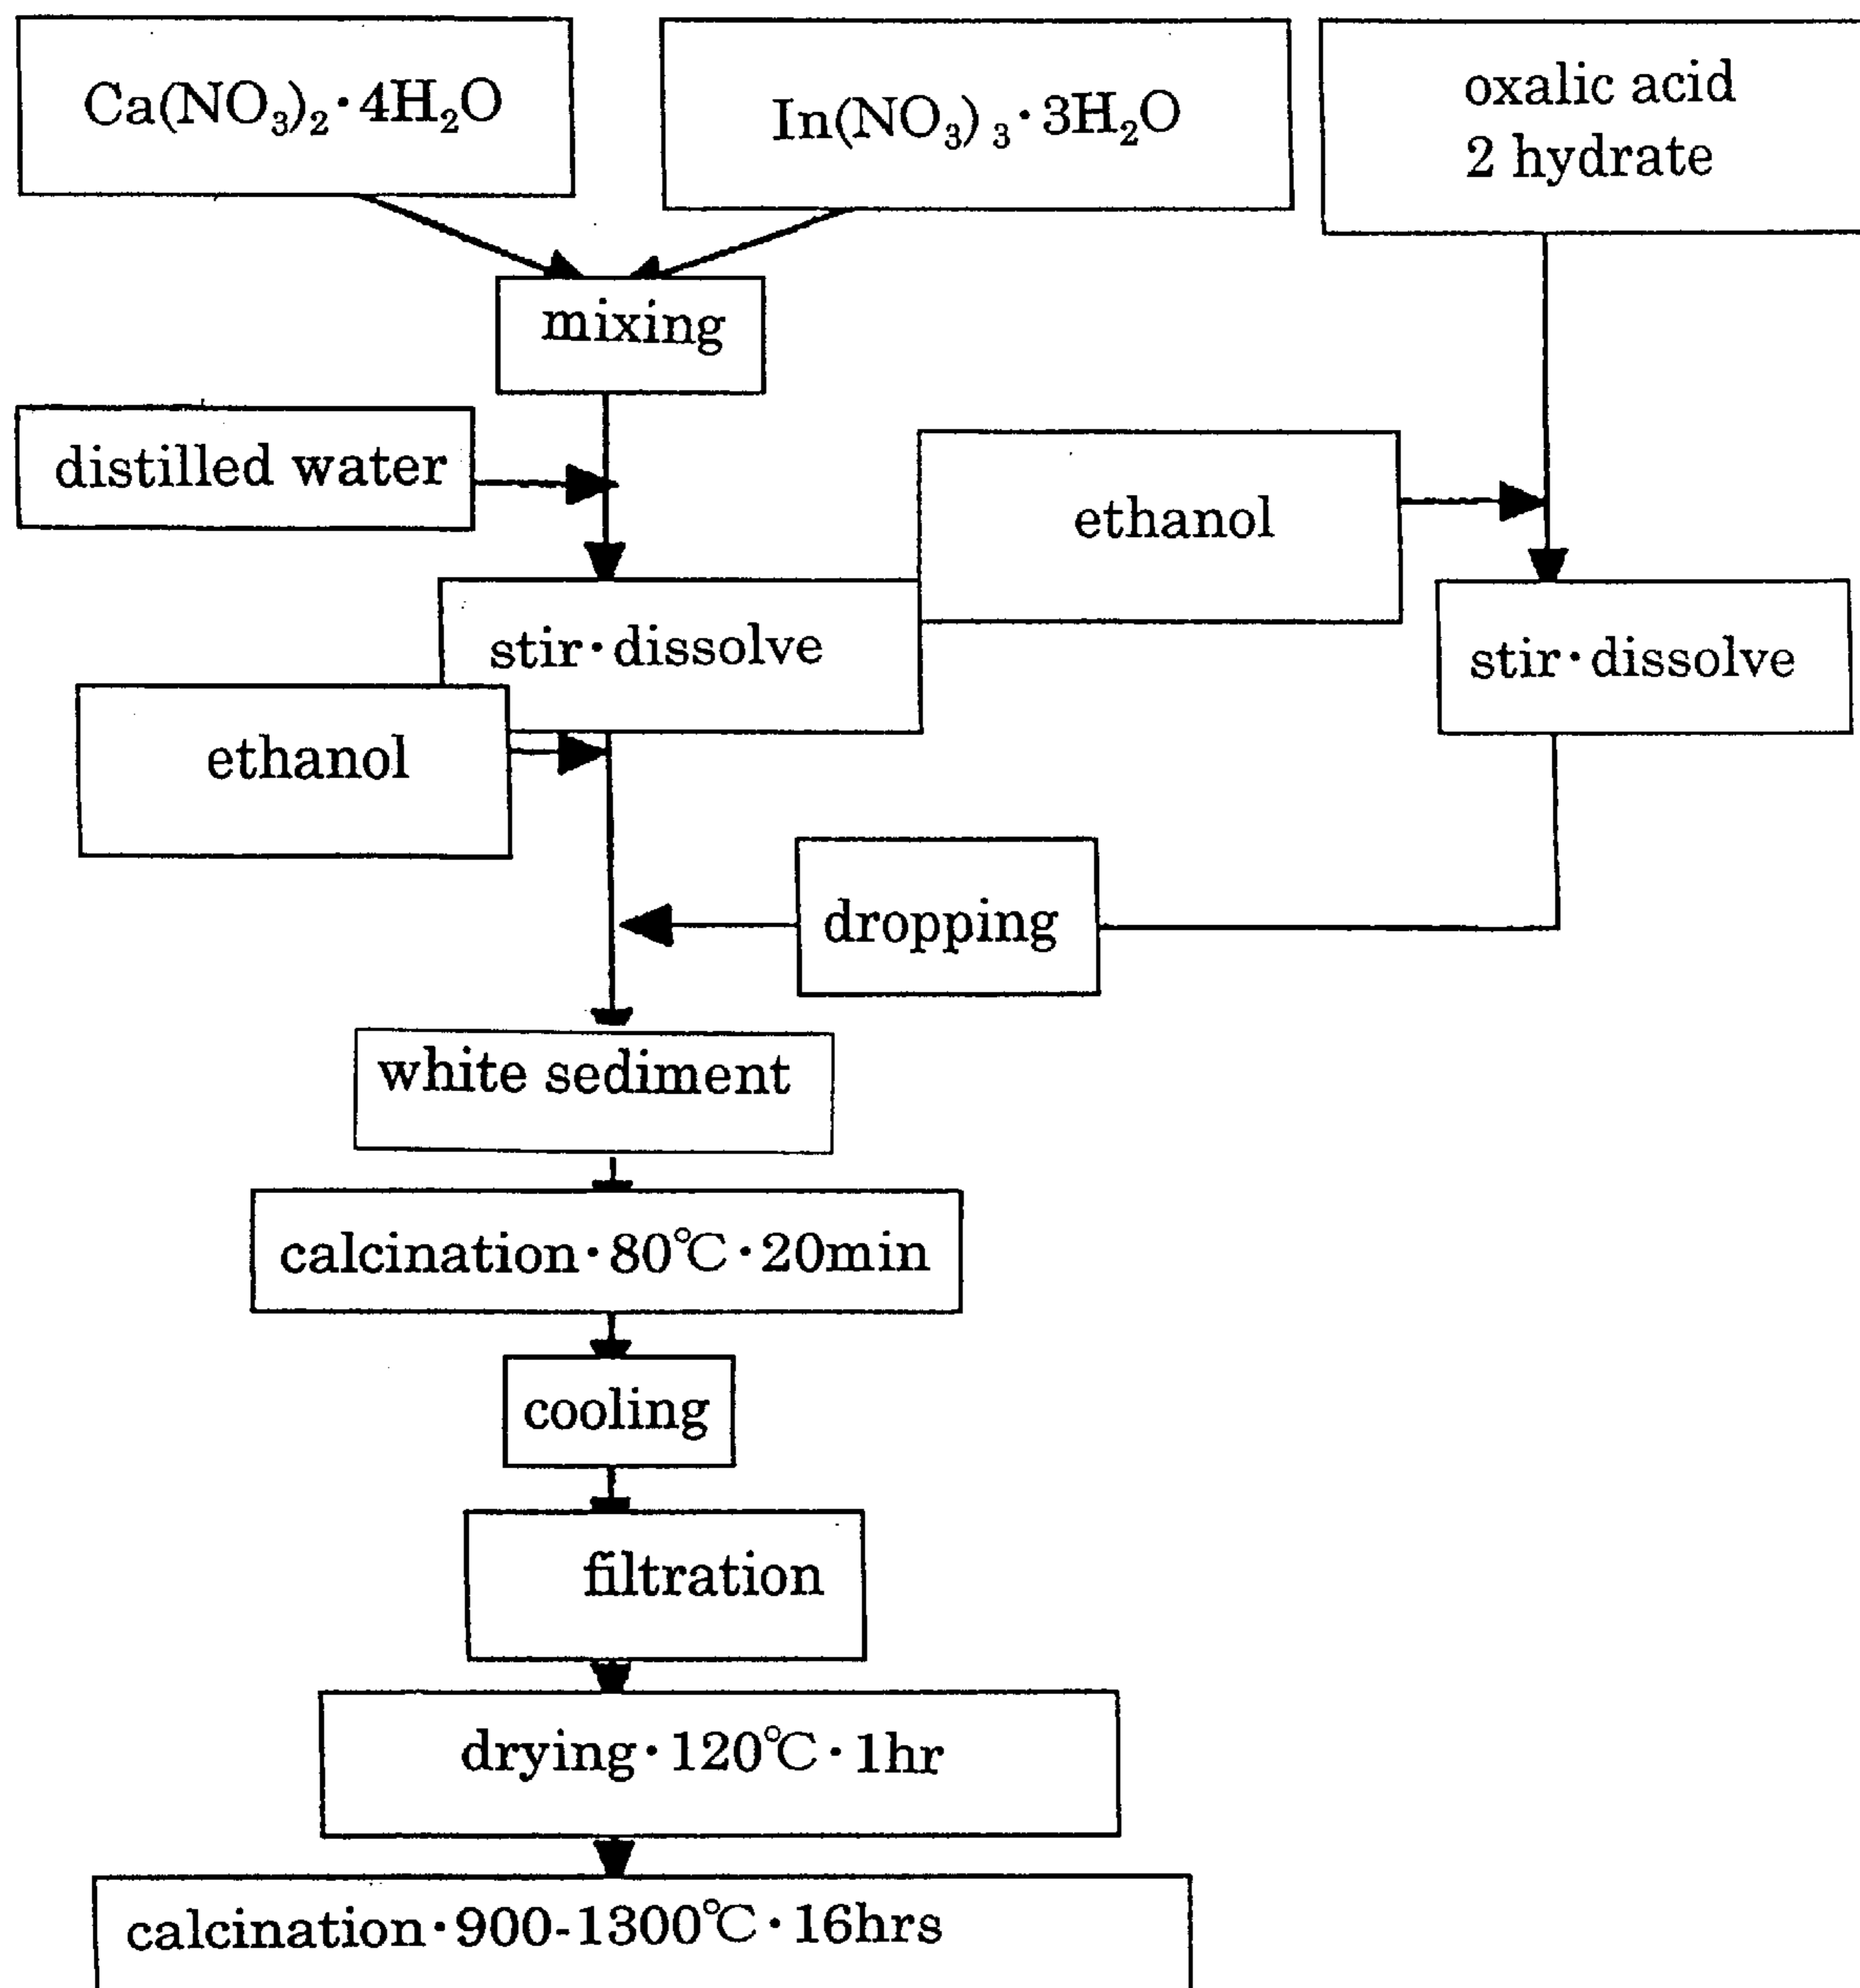 Ca(NO₃)₂·4H₂O
In(NO₃)₃·3H₂O
oxalic acid
2 hydrate
mixing
distilled water
ethanol
stir·dissolve
stir·dissolve
ethanol
dropping
white sediment
calcination·80℃·20min
cooling
filtration
drying·120℃·1hr
calcination·900-1300℃·16hrs